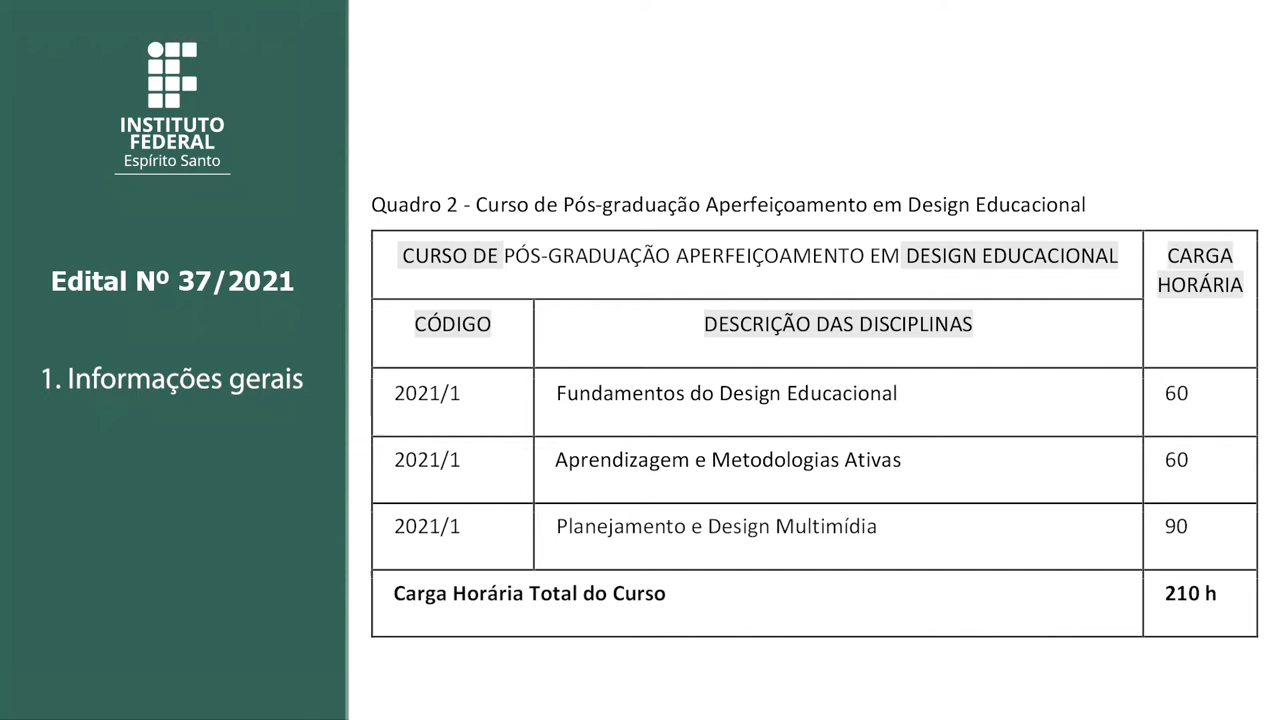 INSTITUTO
FEDERAL
Espírito Santo
Edital Nº 37/2021
1. Informações gerais
Quadro 2 - Curso de Pós-graduação Aperfeiçoamento em Design Educacional
CURSO DE PÓS-GRADUAÇÃO APERFEIÇOAMENTO EM DESIGN EDUCACIONAL
CARGA
HORÁRIA
CÓDIGO DESCRIÇÃO DAS DISCIPLINAS
2021/1 Fundamentos do Design Educacional 60
2021/1 Aprendizagem e Metodologias Ativas 60
2021/1 Planejamento e Design Multimídia 90
Carga Horária Total do Curso 210 h